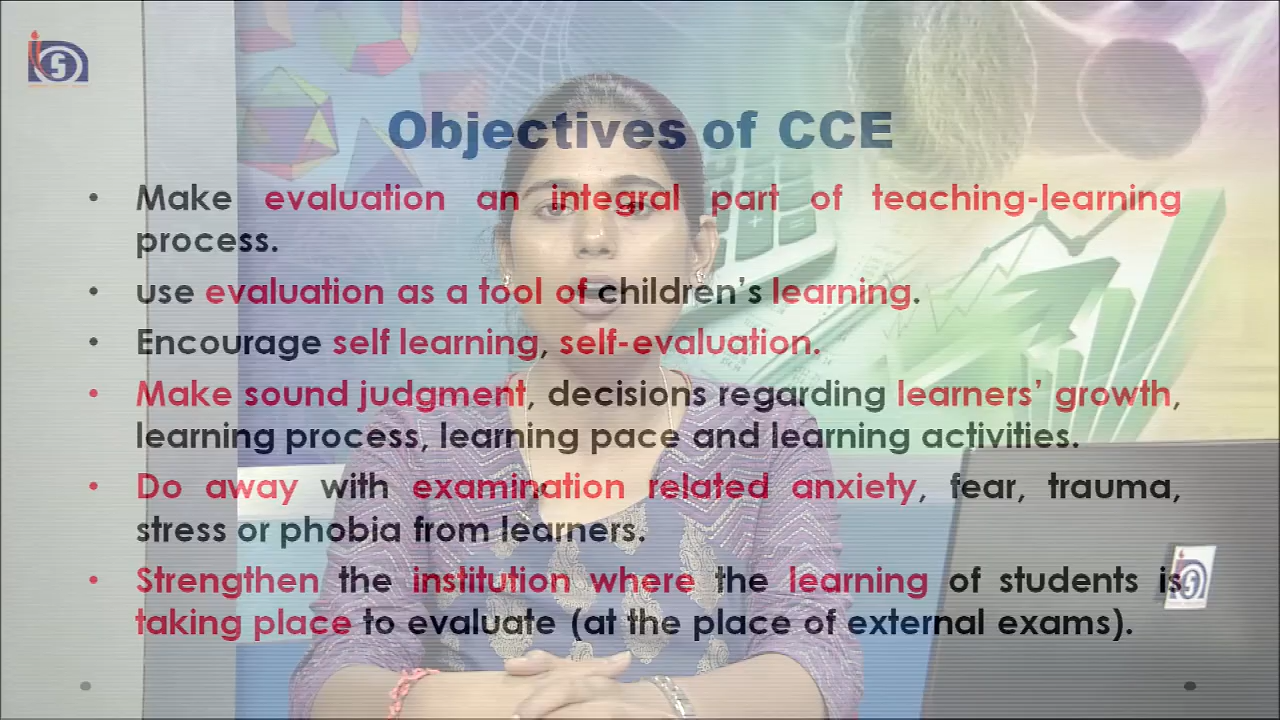 Objectives of CCE
• Make evaluation an integral part of teaching-learning
process.
• use evaluation as a tool of children's learning.
• Encourage self learning, self-evaluation.
• Make sound judgment, decisions regarding learners' growth,
learning process, learning pace and learning activities.
• Do away with examination related anxiety, fear, trauma,
stress or phobia from learners.
• Strengthen the institution where the learning of students is
taking place to evaluate (at the place of external exams).